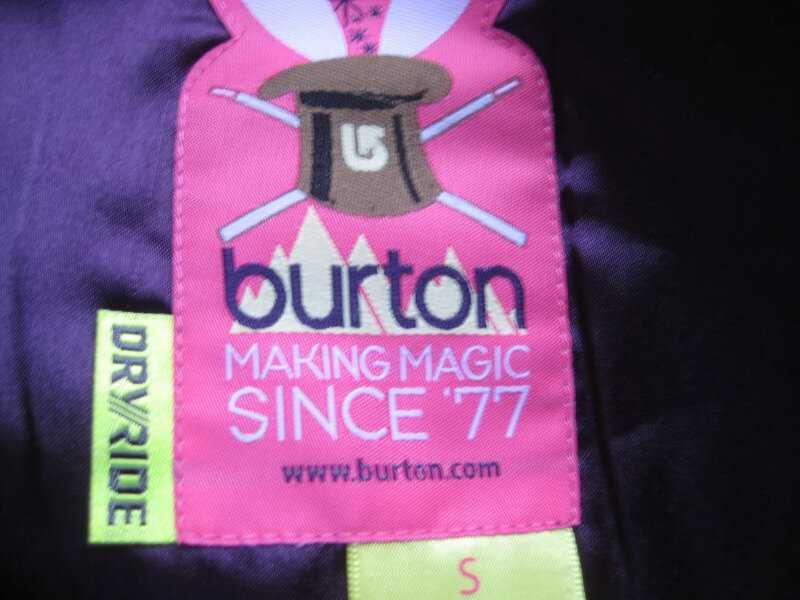 burton
MAKING MAGIC
SINCE '77
www.burton.com
DRY//RIDE
S